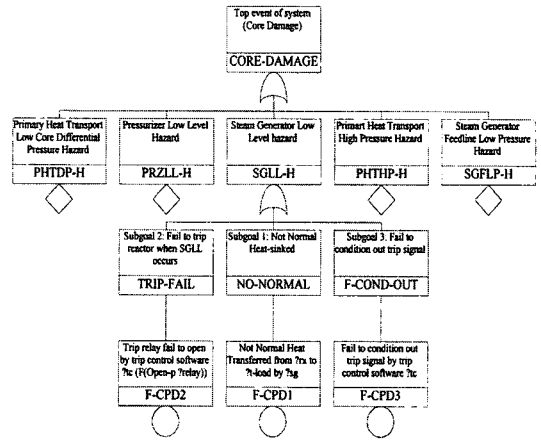 Top event of system
(Core Damage)
CORE-DAMAGE
Primary Heat Transport
Low Core Differential
Pressure Hazard
PHTDP-H
Pressurizer Low Level
Hazard
PRZLL-H
Steam Generator Low
Level hazard
SGLL-H
Primart Heat Transport
High Pressure Hazard
PHTHP-H
Steam Generator
Feedline Low Pressure
Hazard
SGFLP-H
Subgoal 2: Fail to trip
reactor when SGLL
occurs
TRIP-FAIL
Subgoal 1: Not Normal
Heat-sinked
NO-NORMAL
Subgoal 3: Fail to
condition out trip signal
F-COND-OUT
Trip relay fail to open
by trip control software
?tc (F(Open-p ?relay))
F-CPD2
Not Normal Heat
Transferred from ?rx to
?t-load by ?sg
F-CPD1
Fail to condition out
trip signal by trip
control software ?tc
F-CPD3